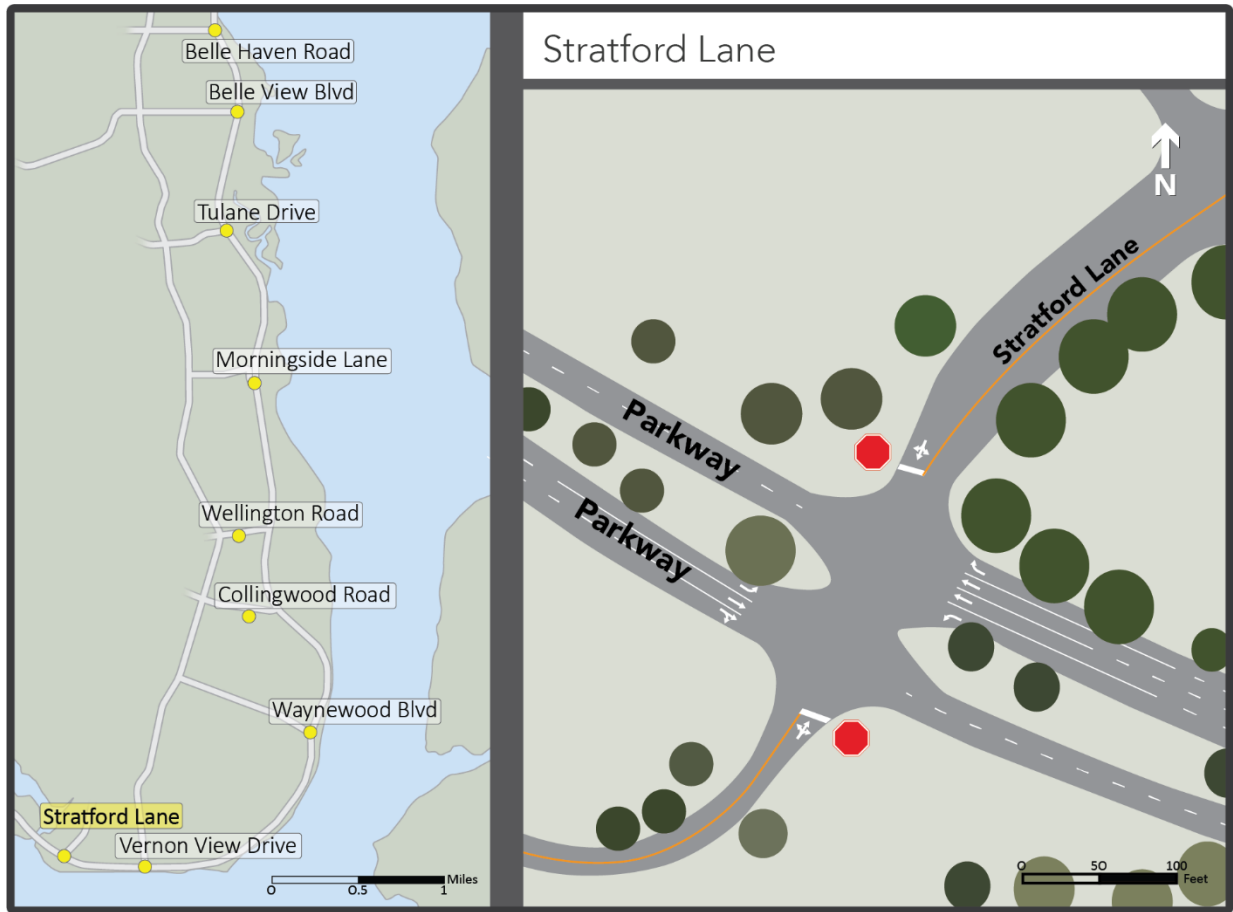 Belle Haven Road
Belle View Blvd
Tulane Drive
Morningside Lane
Wellington Road
Collingwood Road
Waynewood Blvd
Stratford Lane
Vernon View Drive
0 0.5 1 Miles
Stratford Lane
N
Stratford Lane
Parkway
Parkway
0 50 100 Feet